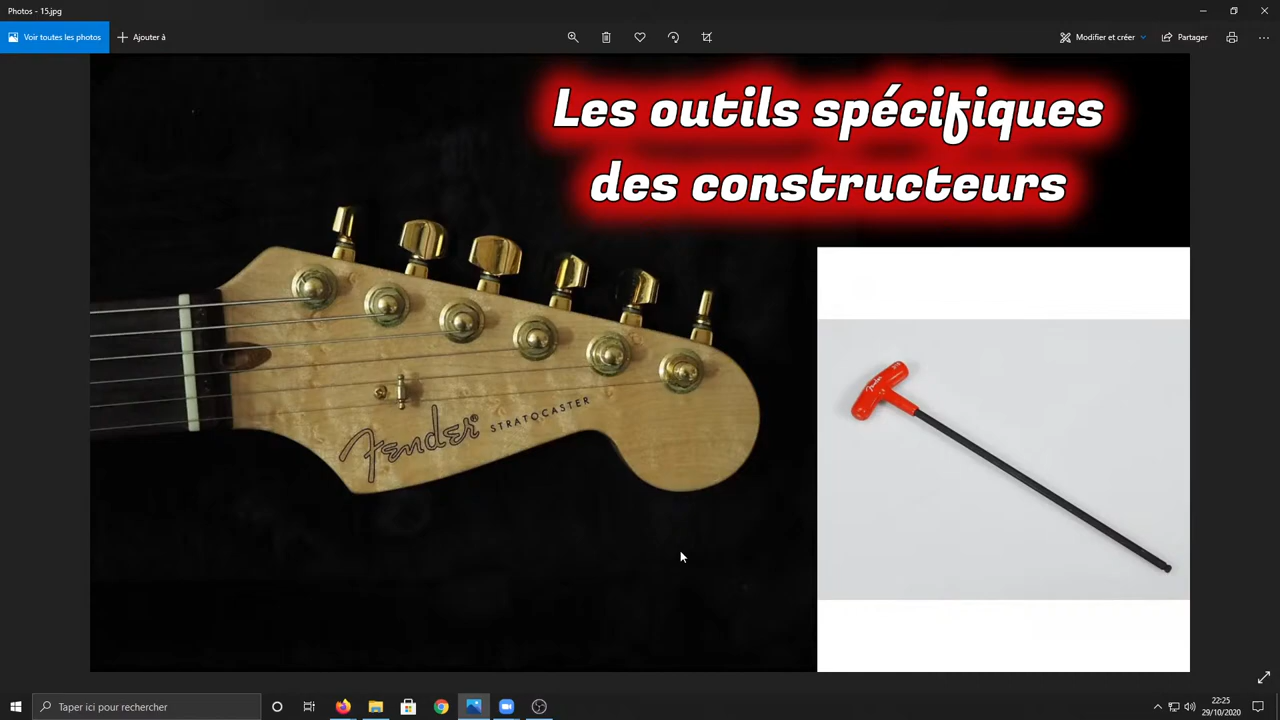 Photos - 15.jpg
Voir toutes les photos
Ajouter à
Modifier et créer
Partager
Les outils spécifiques
des constructeurs
Fender® STRATOCASTER
Fender
Taper ici pour rechercher
22:25
29/10/2020